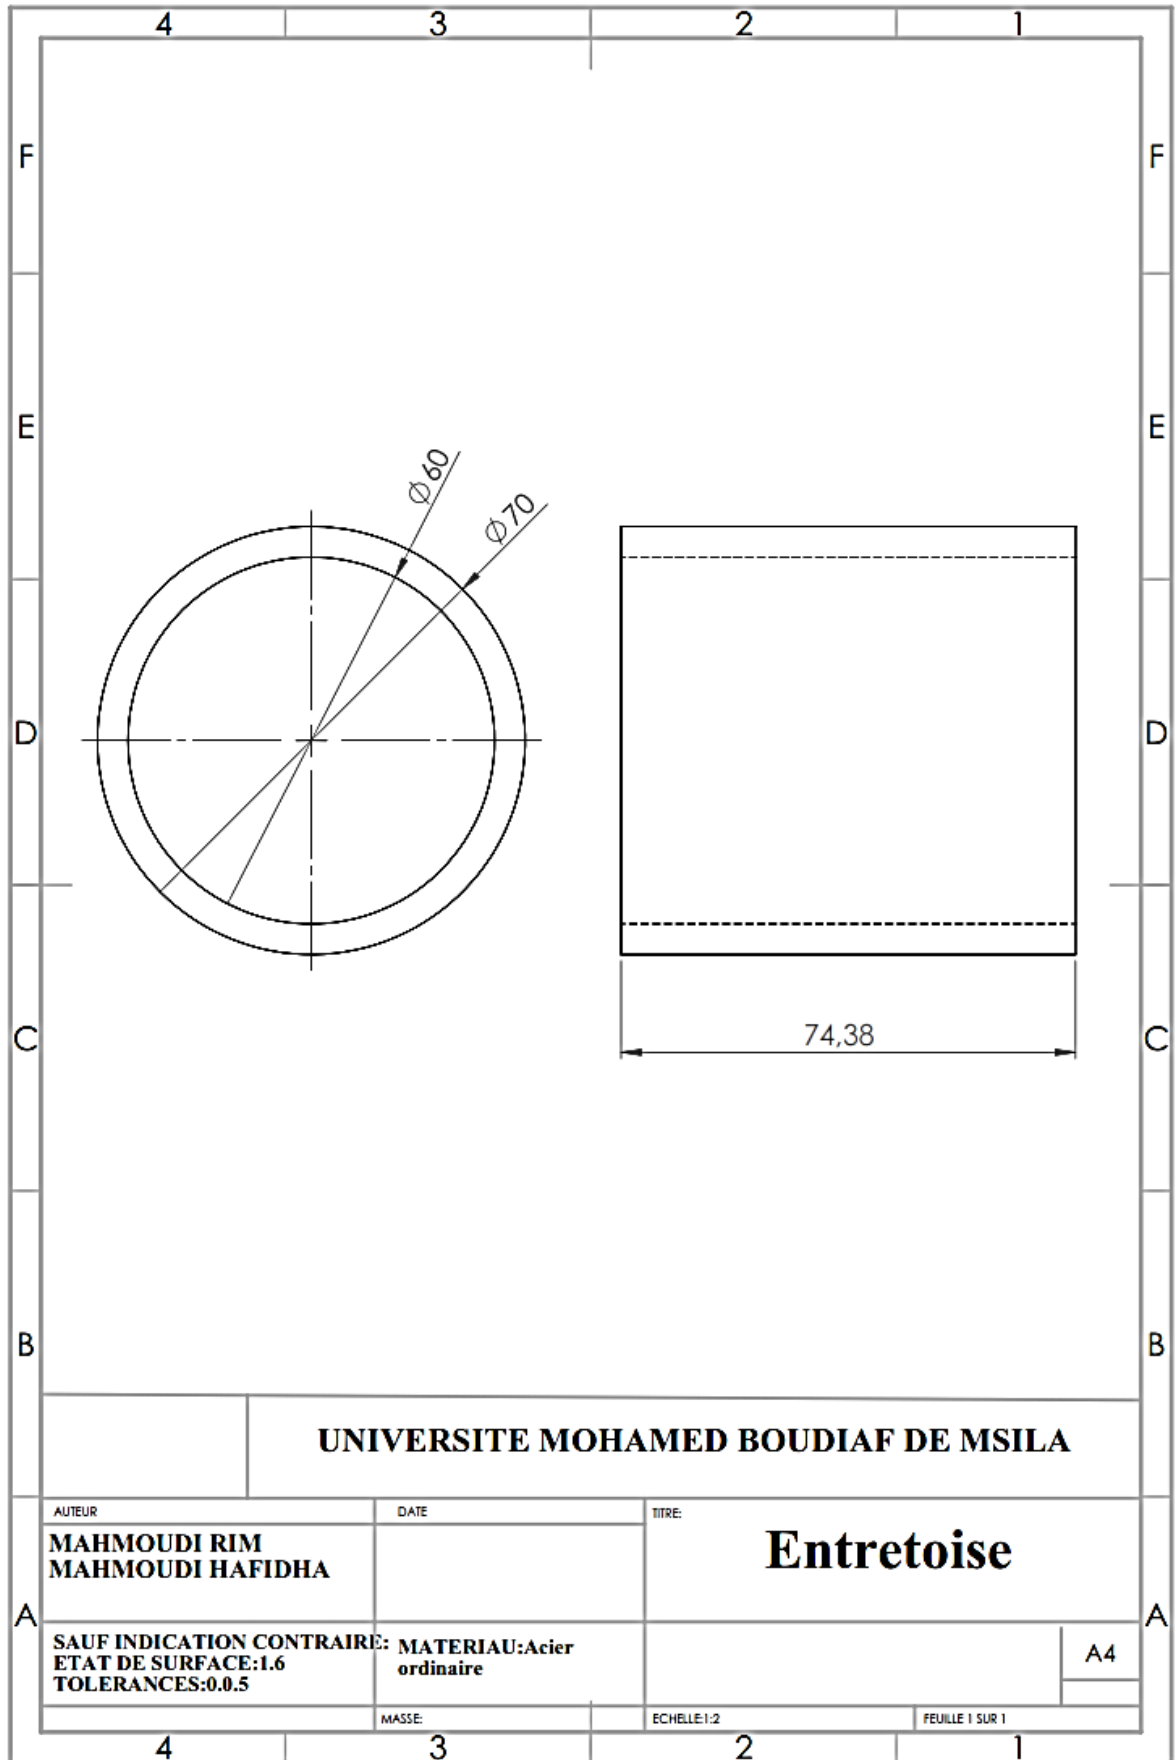 4 3 2 1
F F
E E
Φ60
Φ70
D D
74,38
C C
B B
UNIVERSITE MOHAMED BOUDIAF DE MSILA
AUTEUR DATE TITRE:
MAHMOUDI RIM
MAHMOUDI HAFIDHA
Entretoise
A A
SAUF INDICATION CONTRAIRE:
ETAT DE SURFACE:1.6
TOLERANCES:0.0.5
MATERIAU:Acier
ordinaire
A4
MASSE: ECHELLE:1:2 FEUILLE 1 SUR 1
4 3 2 1